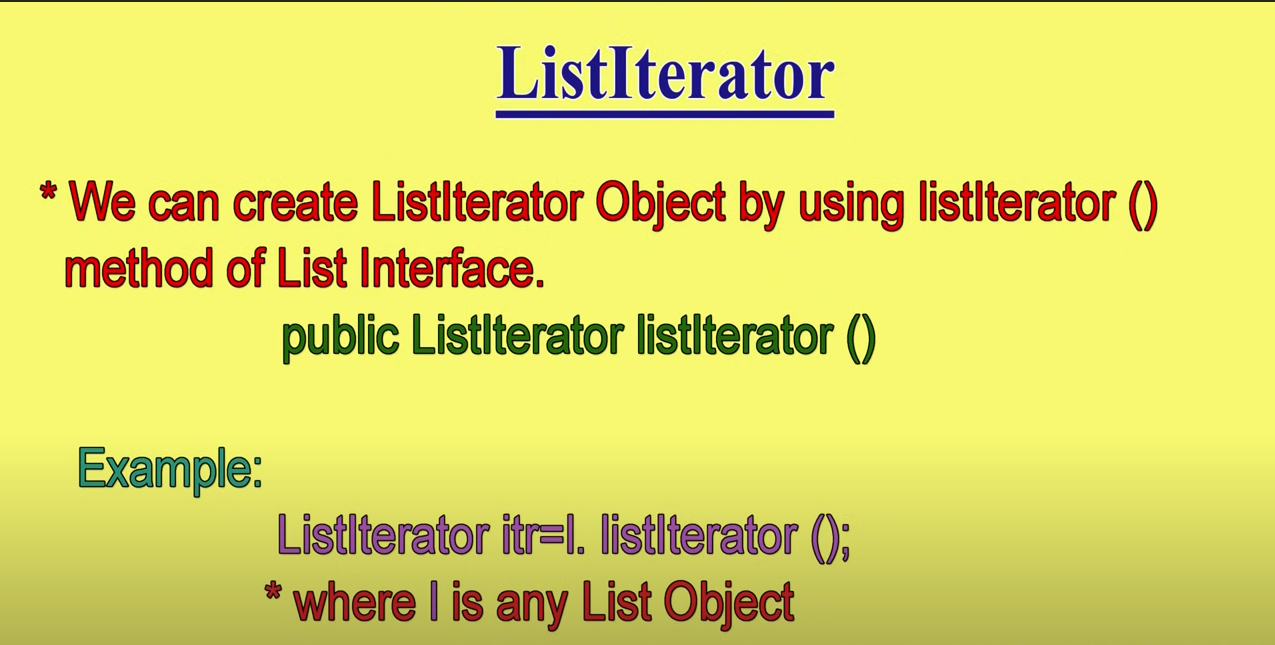 ListIterator
* We can create ListIterator Object by using listIterator ()
method of List Interface.
public ListIterator listIterator ()
Example:
ListIterator itr=l. listIterator ();
* where l is any List Object